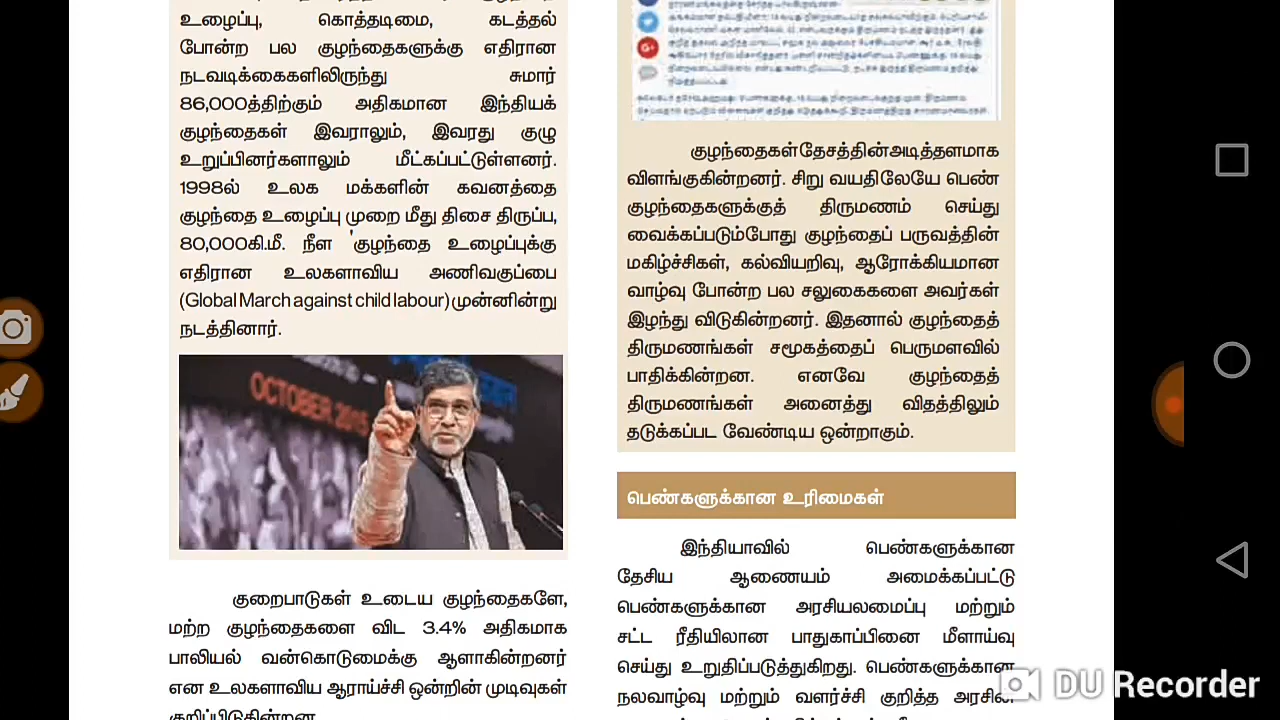 உழைப்பு, கொத்தடிமை, கடத்தல்
போன்ற பல குழந்தைகளுக்கு எதிரான
நடவடிக்கைகளிலிருந்து சுமார்
86,000த்திற்கும் அதிகமான இந்தியக்
குழந்தைகள் இவராலும், இவரது குழு
உறுப்பினர்களாலும் மீட்கப்பட்டுள்ளனர்.
1998ல் உலக மக்களின் கவனத்தை
குழந்தை உழைப்பு முறை மீது திசை திருப்ப,
80,000கி.மீ. நீள 'குழந்தை உழைப்புக்கு
எதிரான உலகளாவிய அணிவகுப்பை
(Global March against child labour) முன்னின்று
நடத்தினார்.
OCTOBER 2015
குறைபாடுகள் உடைய குழந்தைகளே,
மற்ற குழந்தைகளை விட 3.4% அதிகமாக
பாலியல் வன்கொடுமைக்கு ஆளாகின்றனர்
என உலகளாவிய ஆராய்ச்சி ஒன்றின் முடிவுகள்
குறிப்பிடுகின்றன
குழந்தைகள் தேசத்தின் அடித்தளமாக
விளங்குகின்றனர். சிறு வயதிலேயே பெண்
குழந்தைகளுக்குத் திருமணம் செய்து
வைக்கப்படும்போது குழந்தைப் பருவத்தின்
மகிழ்ச்சிகள், கல்வியறிவு, ஆரோக்கியமான
வாழ்வு போன்ற பல சலுகைகளை அவர்கள்
இழந்து விடுகின்றனர். இதனால் குழந்தைத்
திருமணங்கள் சமூகத்தைப் பெருமளவில்
பாதிக்கின்றன. எனவே குழந்தைத்
திருமணங்கள் அனைத்து விதத்திலும்
தடுக்கப்பட வேண்டிய ஒன்றாகும்.
பெண்களுக்கான உரிமைகள்
இந்தியாவில் பெண்களுக்கான
தேசிய ஆணையம் அமைக்கப்பட்டு
பெண்களுக்கான அரசியலமைப்பு மற்றும்
சட்ட ரீதியிலான பாதுகாப்பினை மீளாய்வு
செய்து உறுதிப்படுத்துகிறது. பெண்களுக்கான
நலவாழ்வு மற்றும் வளர்ச்சி குறித்த அரசின்
DU Recorder